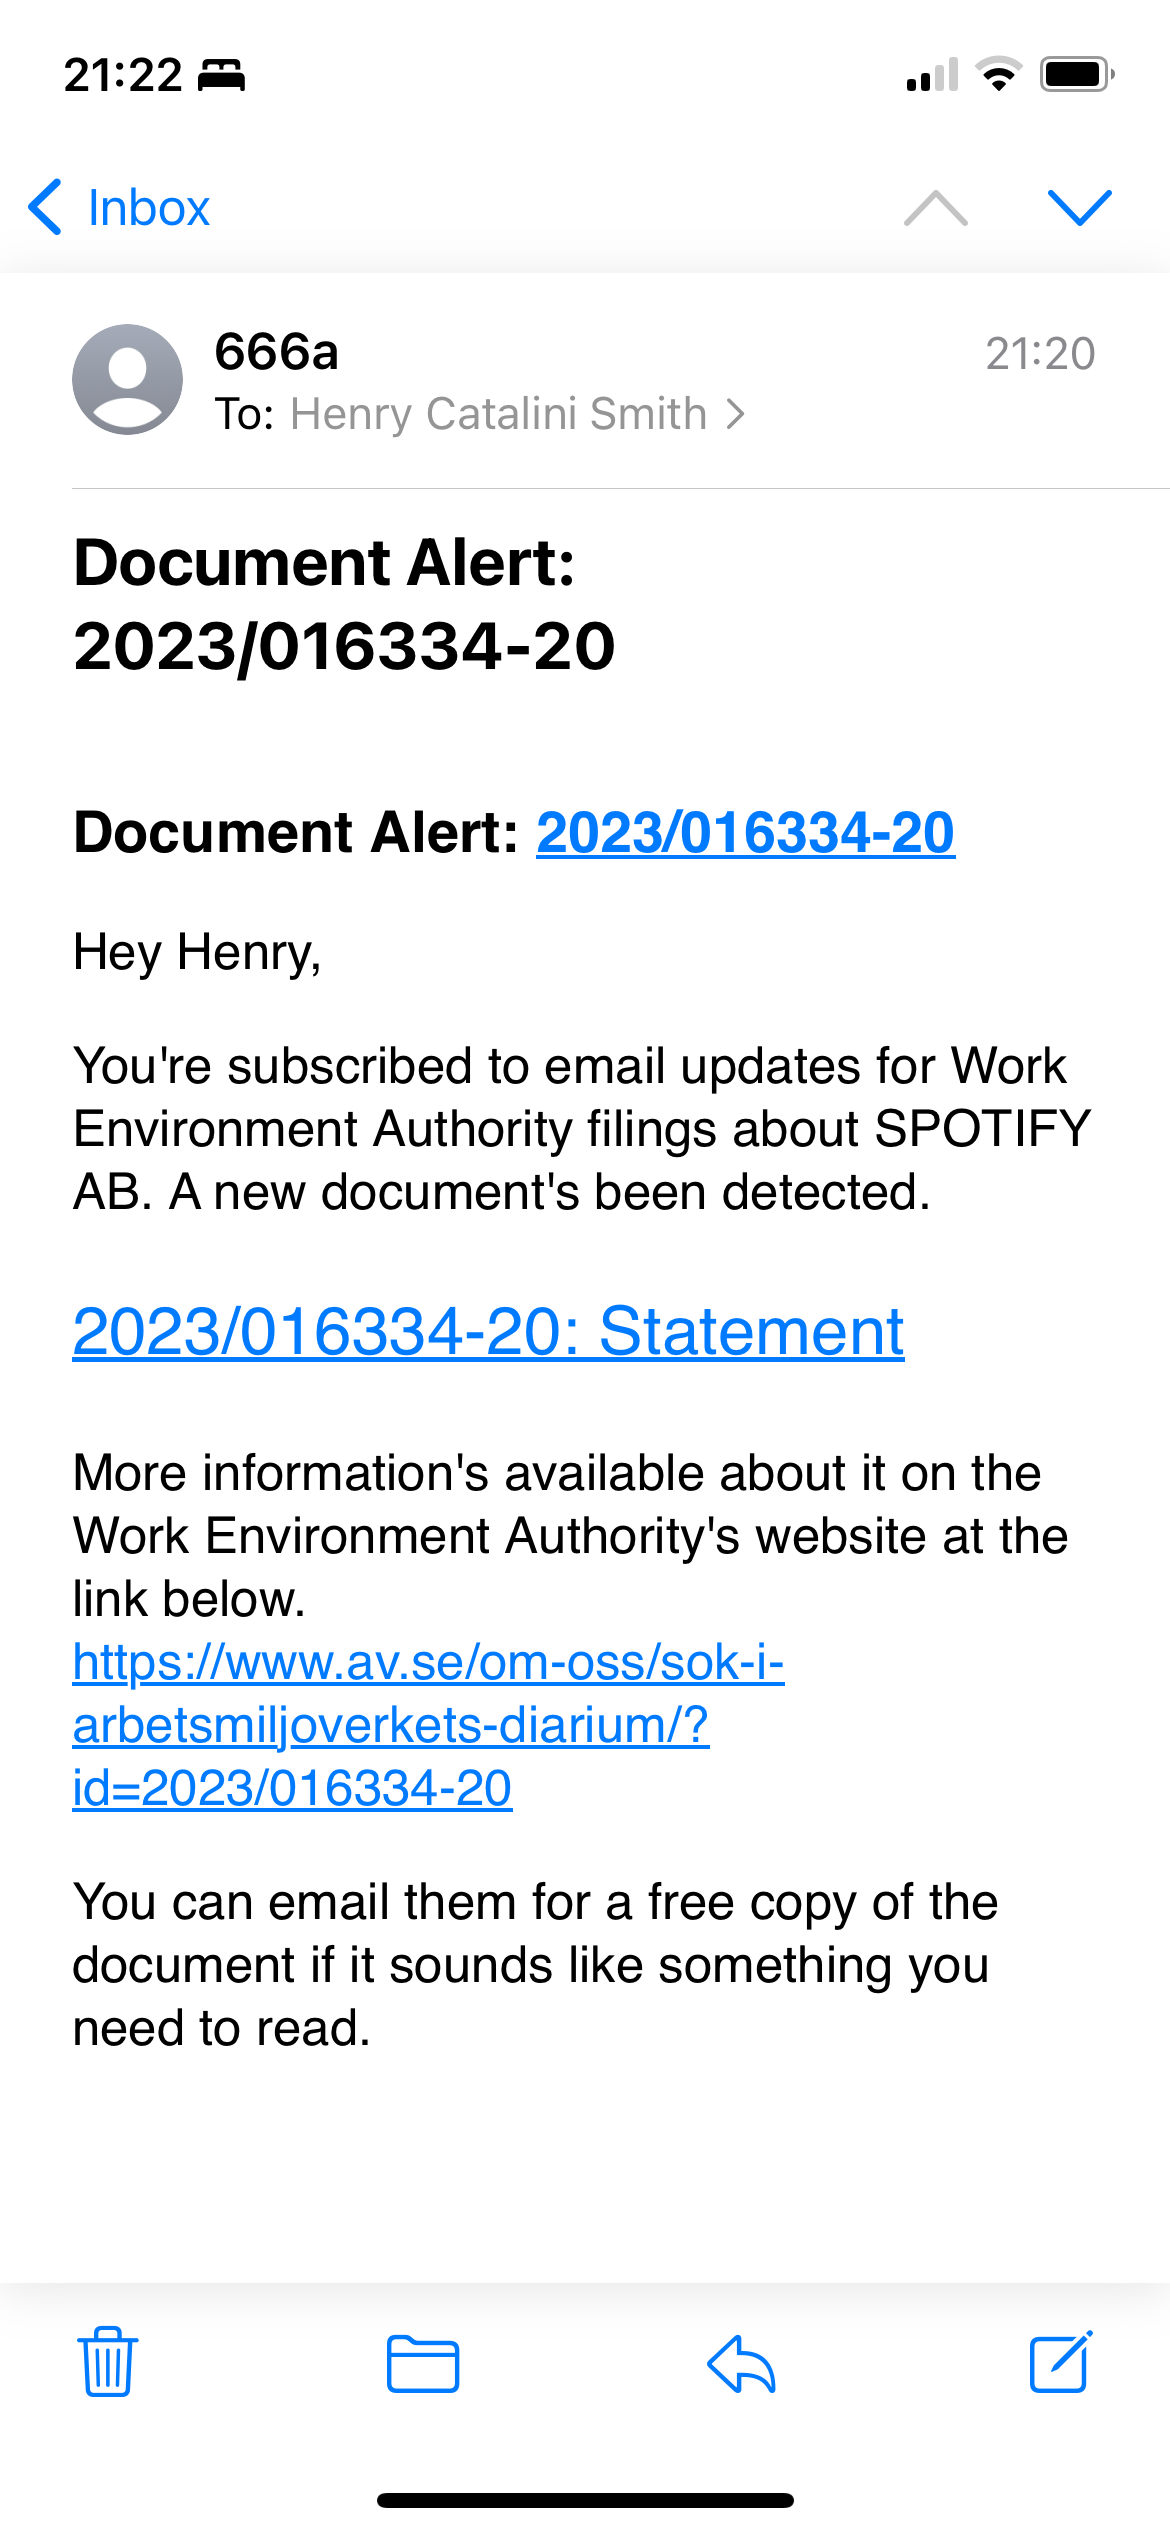 21:22
Inbox
666a
21:20
To: Henry Catalini Smith
Document Alert:
2023/016334-20
Document Alert: 2023/016334-20
Hey Henry,
You're subscribed to email updates for Work
Environment Authority filings about SPOTIFY
AB. A new document's been detected.
2023/016334-20: Statement
More information's available about it on the
Work Environment Authority's website at the
link below.
https://www.av.se/om-oss/sok-i-
arbetsmiljoverkets-diarium/?
id=2023/016334-20
You can email them for a free copy of the
document if it sounds like something you
need to read.